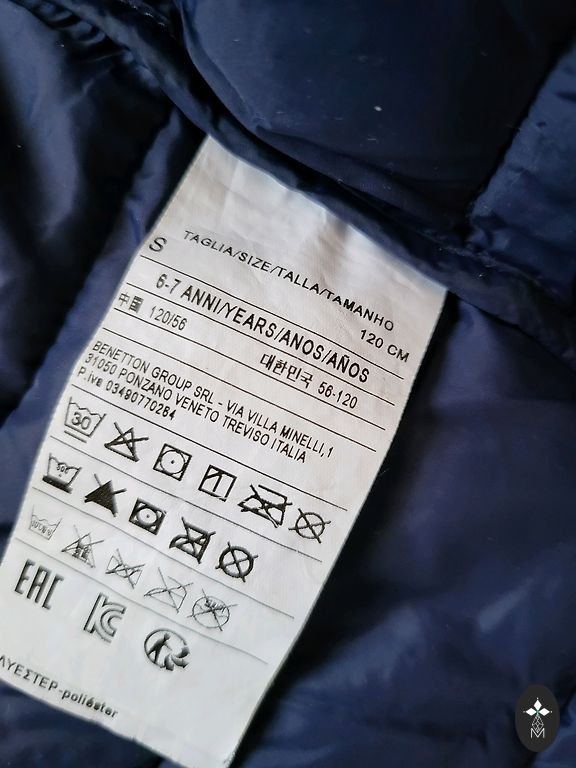 TAGLIA/SIZE/TALLA/TAMANHO
S 120 CM
6-7 ANNI/YEARS/ANOS/AÑOS
中国 120/56 대한민국 56-120
BENETTON GROUP SRL - VIA VILLA MINELLI,1
31050 PONZANO VENETO TREVISO ITALIA
P.iva 03490770264
30
EAC
ΛΥΕΣΤΕΡ-poliéster
M